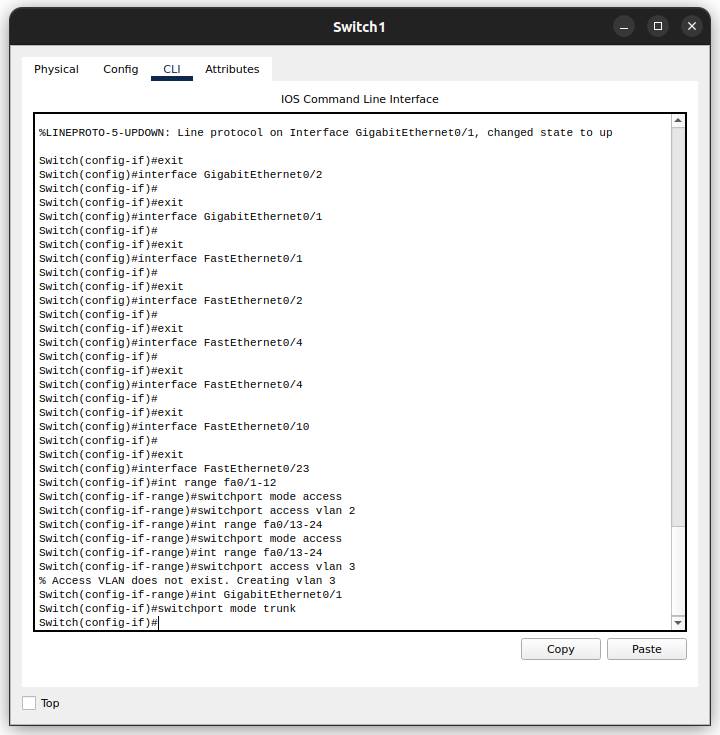 Switch1
Physical Config CLI Attributes
IOS Command Line Interface
%LINEPROTO-5-UPDOWN: Line protocol on Interface GigabitEthernet0/1, changed state to up
Switch(config-if)#exit
Switch(config)#interface GigabitEthernet0/2
Switch(config-if)#
Switch(config-if)#exit
Switch(config)#interface GigabitEthernet0/1
Switch(config-if)#
Switch(config-if)#exit
Switch(config)#interface FastEthernet0/1
Switch(config-if)#
Switch(config-if)#exit
Switch(config)#interface FastEthernet0/2
Switch(config-if)#
Switch(config-if)#exit
Switch(config)#interface FastEthernet0/4
Switch(config-if)#
Switch(config-if)#exit
Switch(config)#interface FastEthernet0/4
Switch(config-if)#
Switch(config-if)#exit
Switch(config)#interface FastEthernet0/10
Switch(config-if)#
Switch(config-if)#exit
Switch(config)#interface FastEthernet0/23
Switch(config-if)#int range fa0/1-12
Switch(config-if-range)#switchport mode access
Switch(config-if-range)#switchport access vlan 2
Switch(config-if-range)#int range fa0/13-24
Switch(config-if-range)#switchport mode access
Switch(config-if-range)#int range fa0/13-24
Switch(config-if-range)#switchport access vlan 3
% Access VLAN does not exist. Creating vlan 3
Switch(config-if-range)#int GigabitEthernet0/1
Switch(config-if)#switchport mode trunk
Switch(config-if)#
Copy Paste
Top